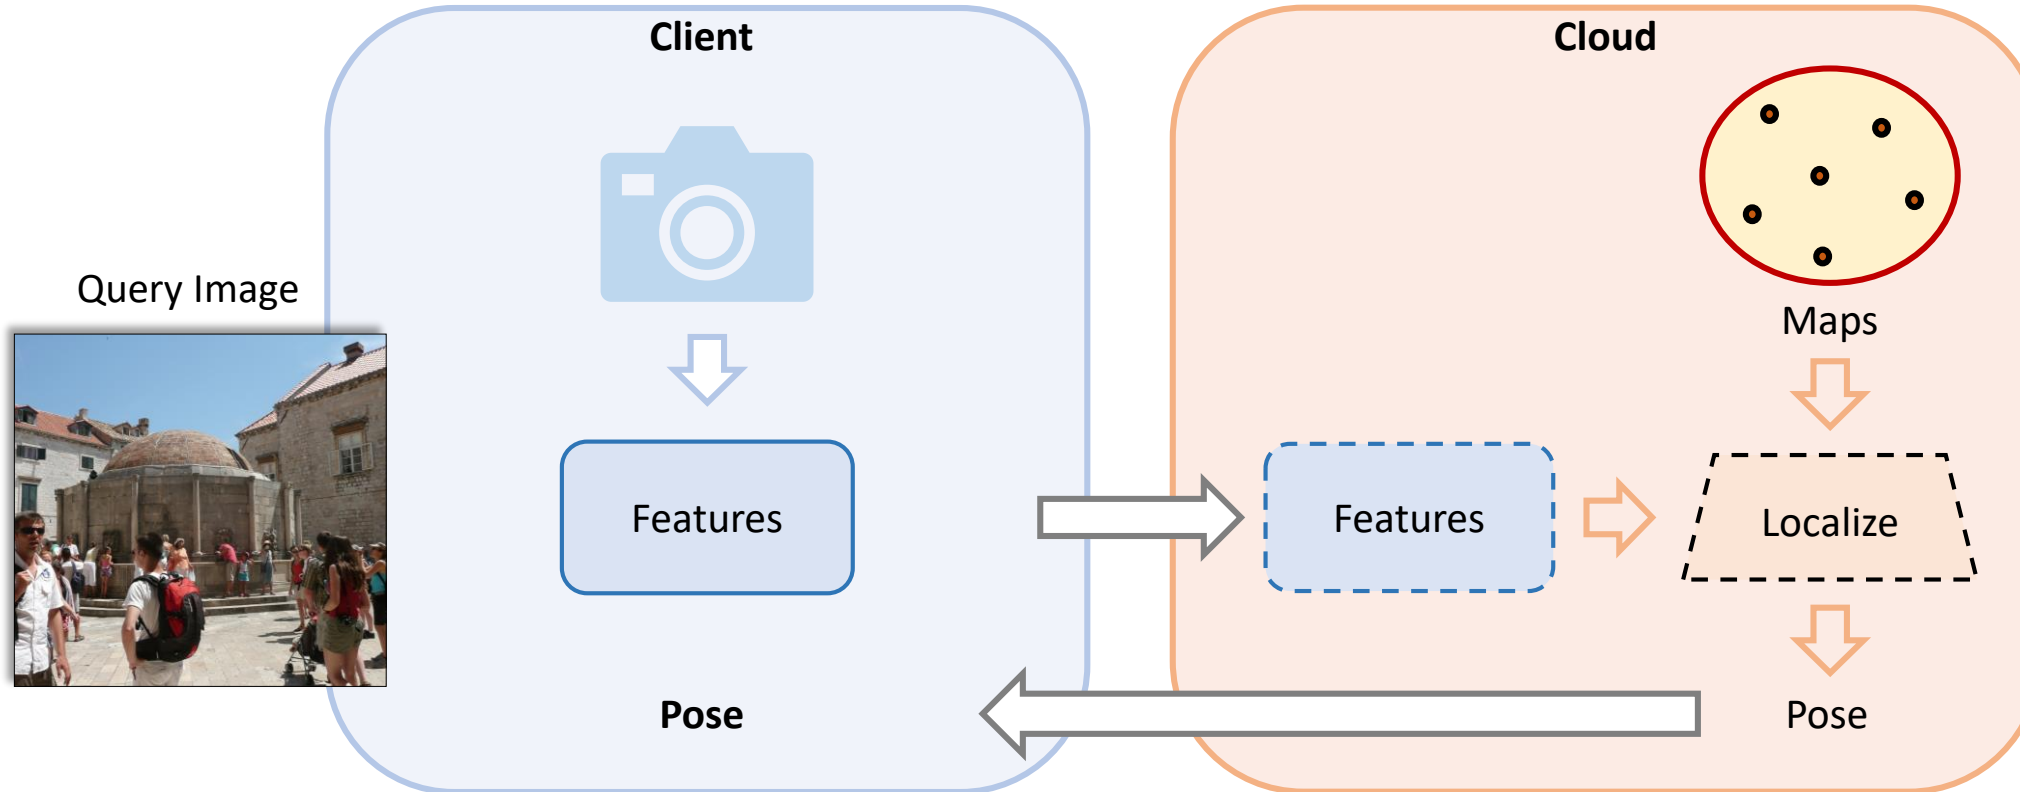 Client
Cloud
Query Image
Maps
Features
Features
Localize
Pose
Pose